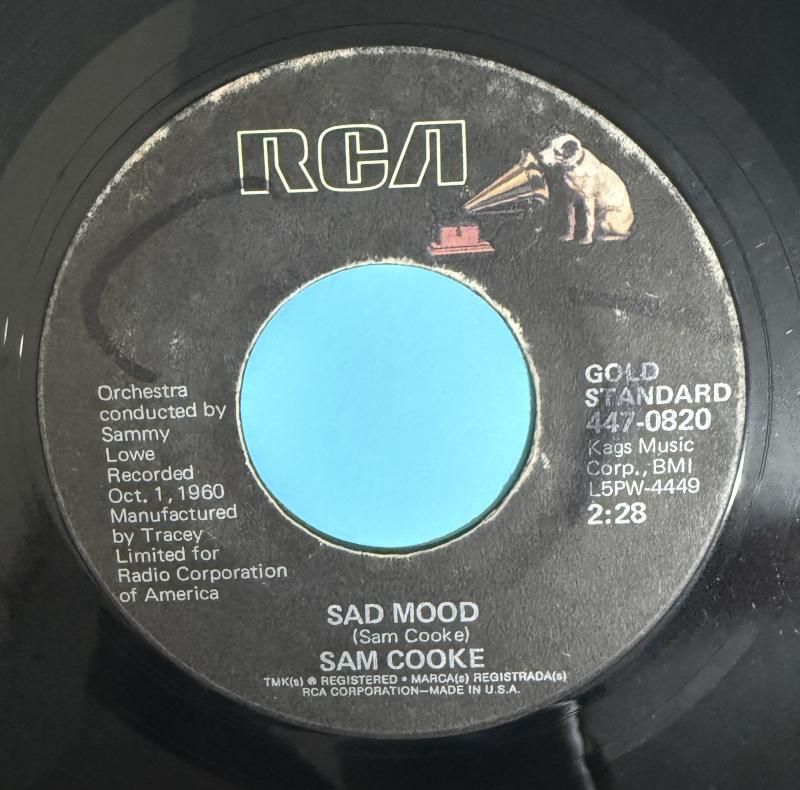 RCA
Orchestra
conducted by
Sammy
Lowe
Recorded
Oct. 1, 1960
Manufactured
by Tracey
Limited for
Radio Corporation
of America
GOLD
STANDARD
447-0820
Kags Music
Corp., BMI
L5PW-4449
2:28
SAD MOOD
(Sam Cooke)
SAM COOKE
TMK(s) ® REGISTERED • MARCA(s) REGISTRADA(s)
RCA CORPORATION—MADE IN U.S.A.